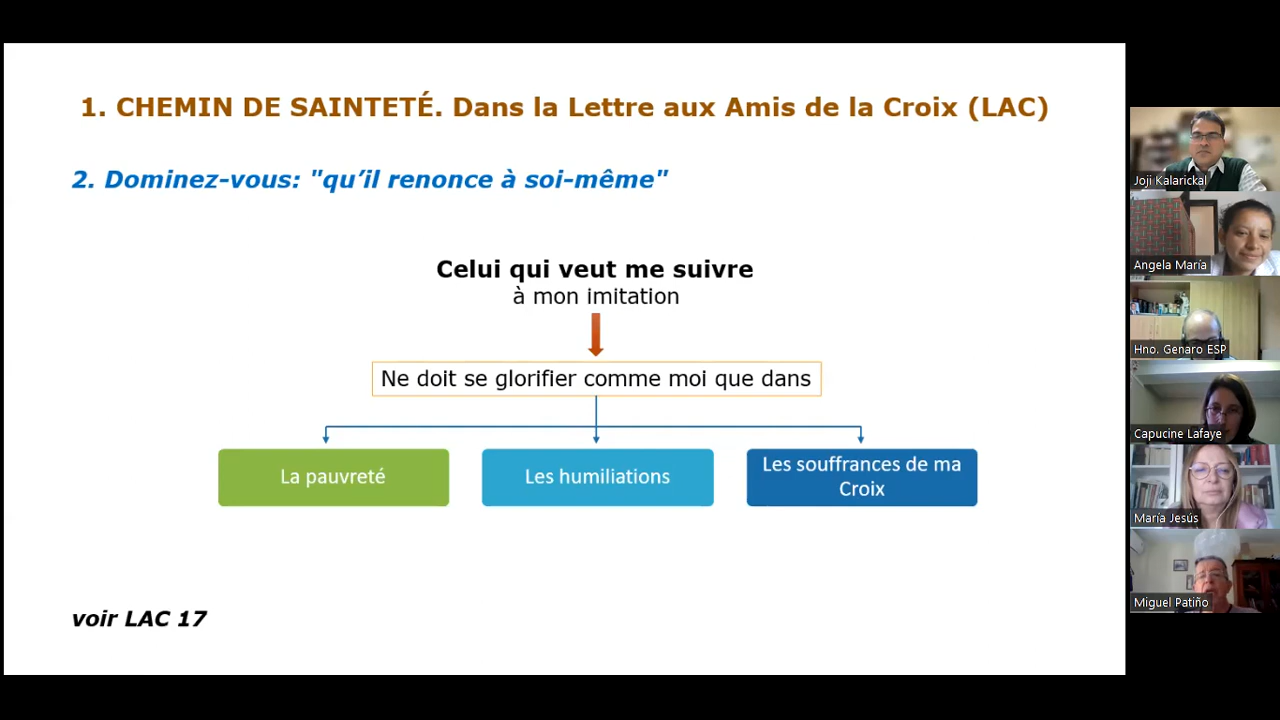 1. CHEMIN DE SAINTETÉ. Dans la Lettre aux Amis de la Croix (LAC)
2. Dominez-vous: "qu’il renonce à soi-même"
Celui qui veut me suivre
à mon imitation
Ne doit se glorifier comme moi que dans
La pauvreté
Les humiliations
Les souffrances de ma
Croix
voir LAC 17
Joji Kalarickal
Angela María
Hno. Genaro ESP
Capucine Lafaye
María Jesús
Miguel Patiño